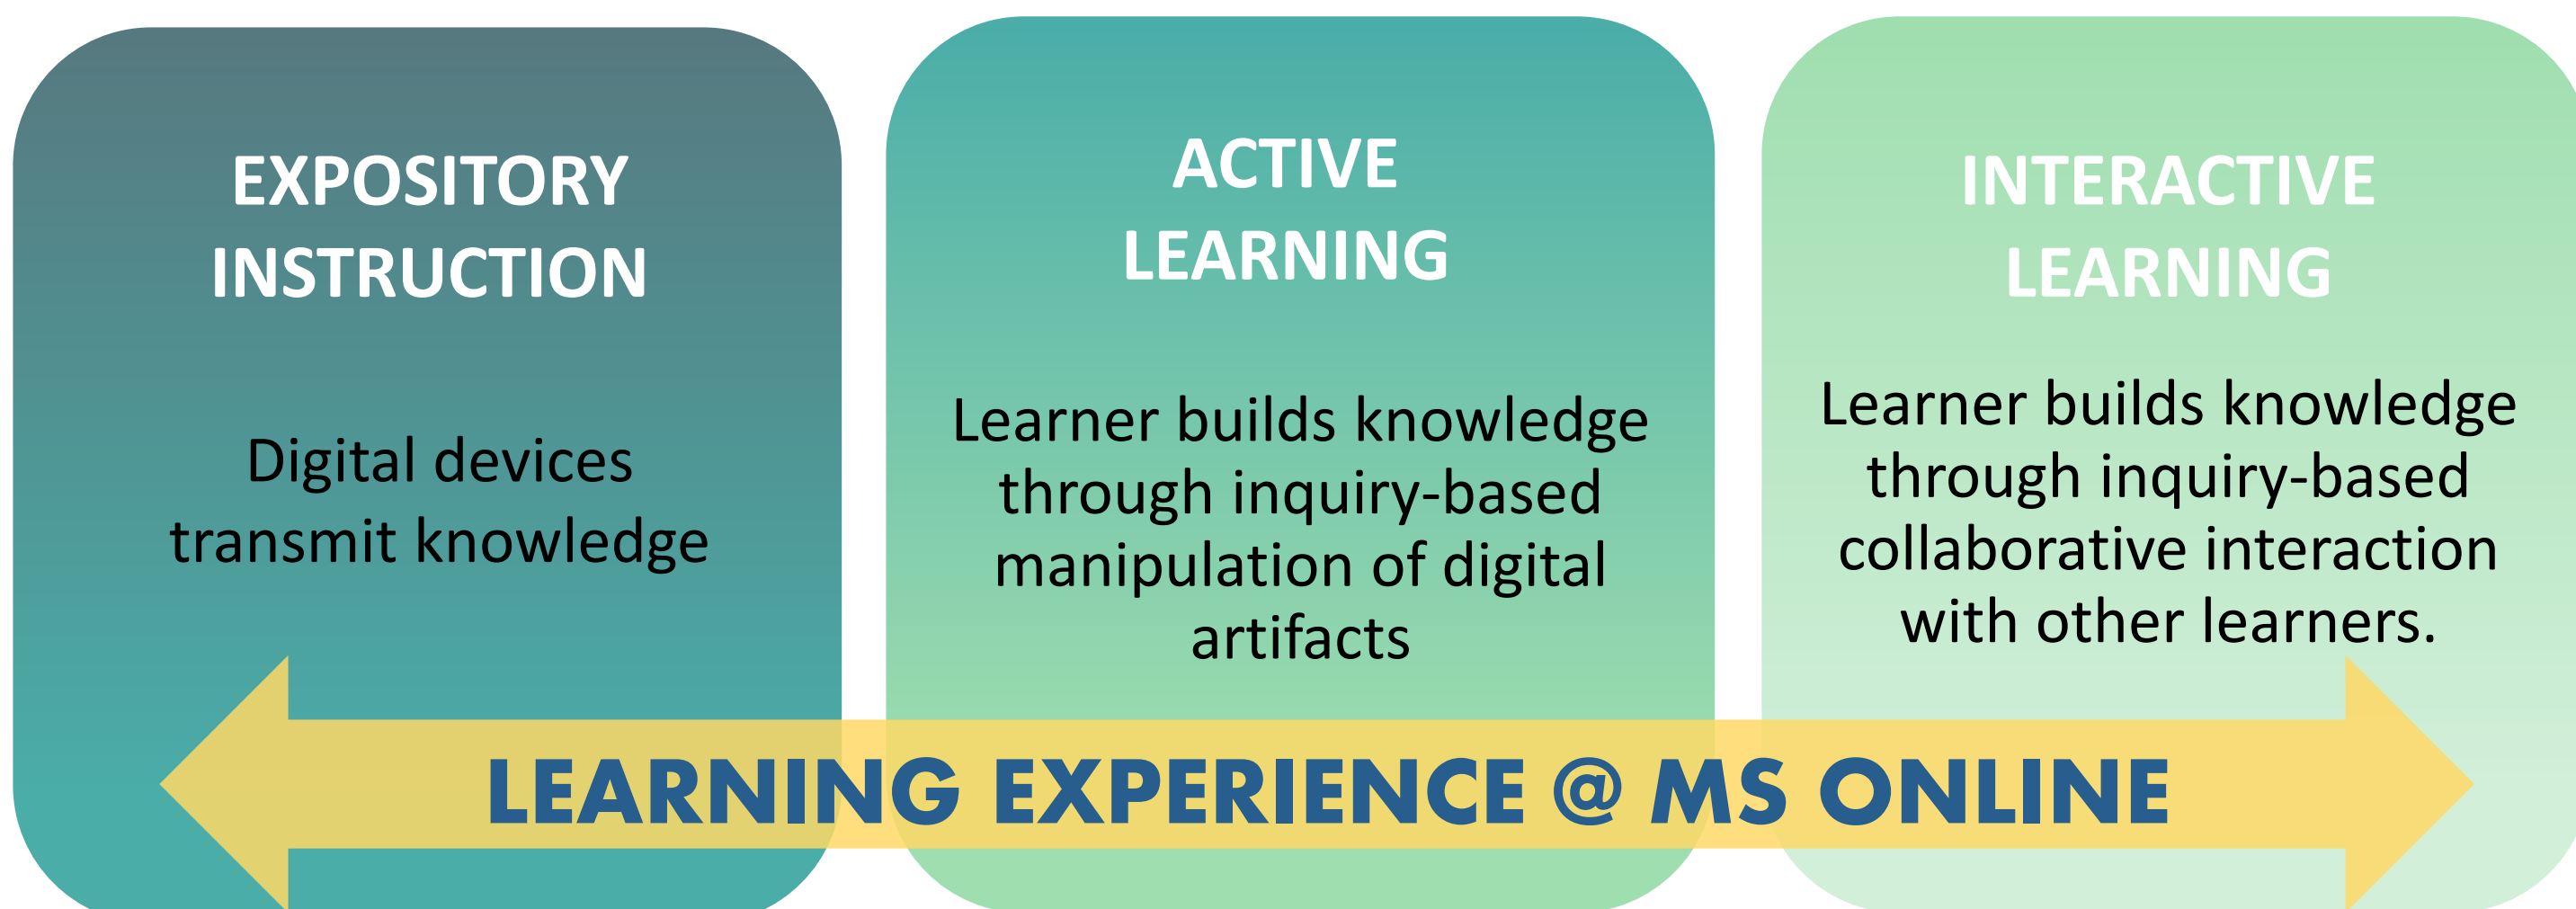 EXPOSITORY
INSTRUCTION
Digital devices
transmit knowledge
ACTIVE
LEARNING
Learner builds knowledge
through inquiry-based
manipulation of digital
artifacts
INTERACTIVE
LEARNING
Learner builds knowledge
through inquiry-based
collaborative interaction
with other learners.
LEARNING EXPERIENCE @ MS ONLINE